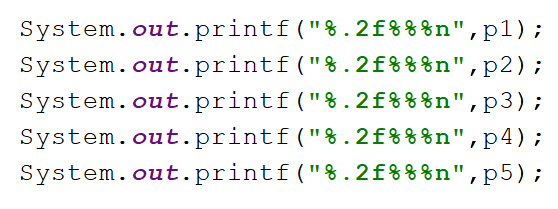 System.out.printf("%.2f%%%n",p1);
System.out.printf("%.2f%%%n",p2);
System.out.printf("%.2f%%%n",p3);
System.out.printf("%.2f%%%n",p4);
System.out.printf("%.2f%%%n",p5);